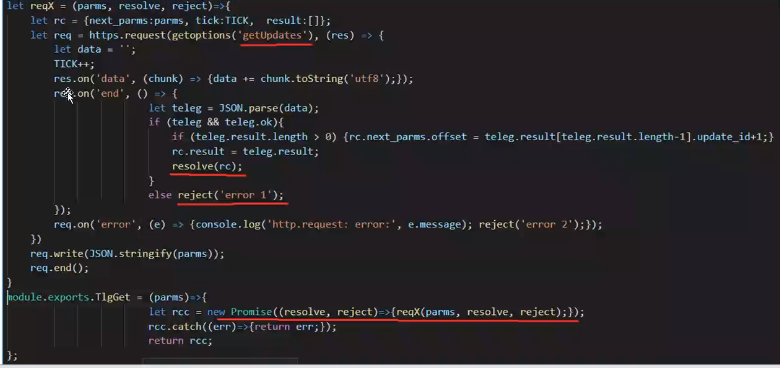 let reqX = (parms, resolve, reject)=>{
let rc = {next_parms:parms, tick:TICK, result:[]};
let req = https.request(getoptions('getUpdates'), (res) => {
let data = '';
TICK++;
res.on('data', (chunk) => {data += chunk.toString('utf8');});
res.on('end', () => {
let teleg = JSON.parse(data);
if (teleg && teleg.ok){
if (teleg.result.length > 0) {rc.next_parms.offset = teleg.result[teleg.result.length-1].update_id+1;}
rc.result = teleg.result;
resolve(rc);
}
else reject('error 1');
});
req.on('error', (e) => {console.log('http.request: error:', e.message); reject('error 2');});
})
req.write(JSON.stringify(parms));
req.end();
}
module.exports.TlgGet = (parms)=>{
let rcc = new Promise((resolve, reject)=>{reqX(parms, resolve, reject);});
rcc.catch((err)=>{return err;});
return rcc;
};